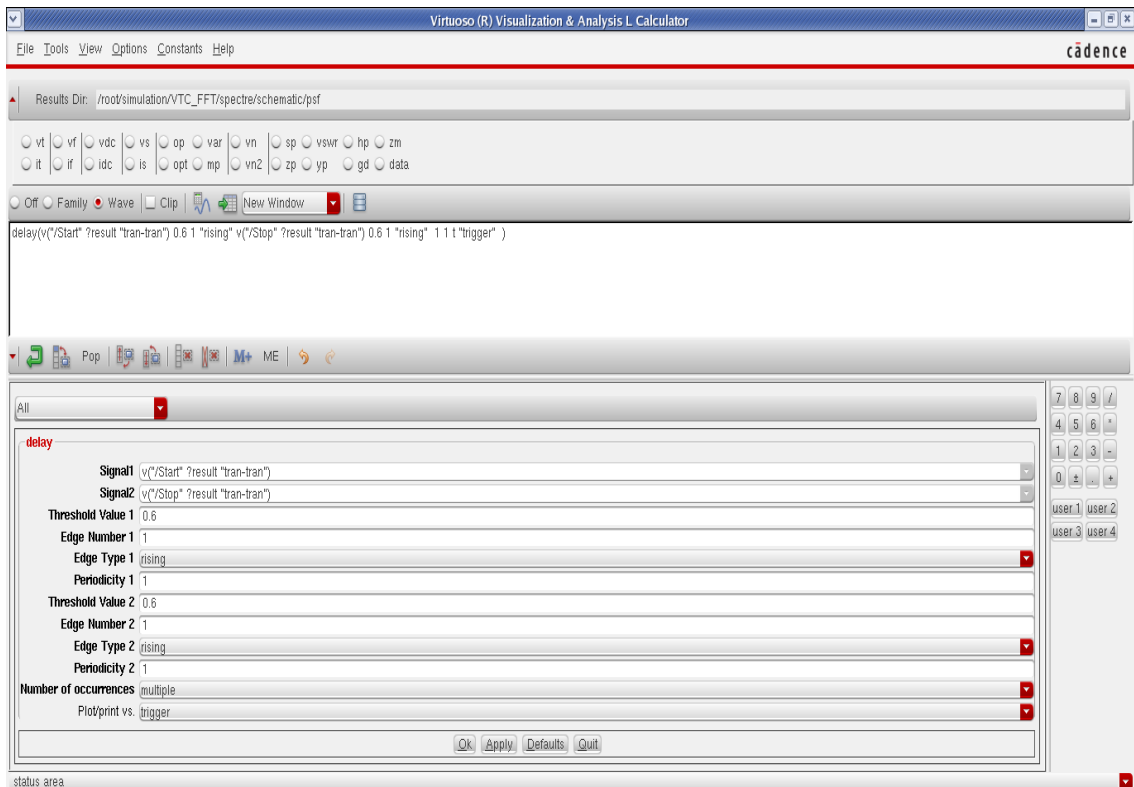 Virtuoso (R) Visualization & Analysis L Calculator
File Tools View Options Constants Help
cādence
Results Dir: /root/simulation/VTC_FFT/spectre/schematic/psf
vt vf vdc vs op var vn sp vswr hp zm
it if idc is opt mp vn2 zp yp gd data
Off Family Wave Clip New Window
delay(v("/Start" ?result "tran-tran") 0.6 1 "rising" v("/Stop" ?result "tran-tran") 0.6 1 "rising"  1 1 t "trigger"  )
Pop M+ ME
All
7 8 9 /
4 5 6 *
1 2 3 -
0 ± . +
user 1 user 2
user 3 user 4
delay
Signal1 v("/Start" ?result "tran-tran")
Signal2 v("/Stop" ?result "tran-tran")
Threshold Value 1 0.6
Edge Number 1 1
Edge Type 1 rising
Periodicity 1 1
Threshold Value 2 0.6
Edge Number 2 1
Edge Type 2 rising
Periodicity 2 1
Number of occurrences multiple
Plot/print vs. trigger
Ok Apply Defaults Quit
status area